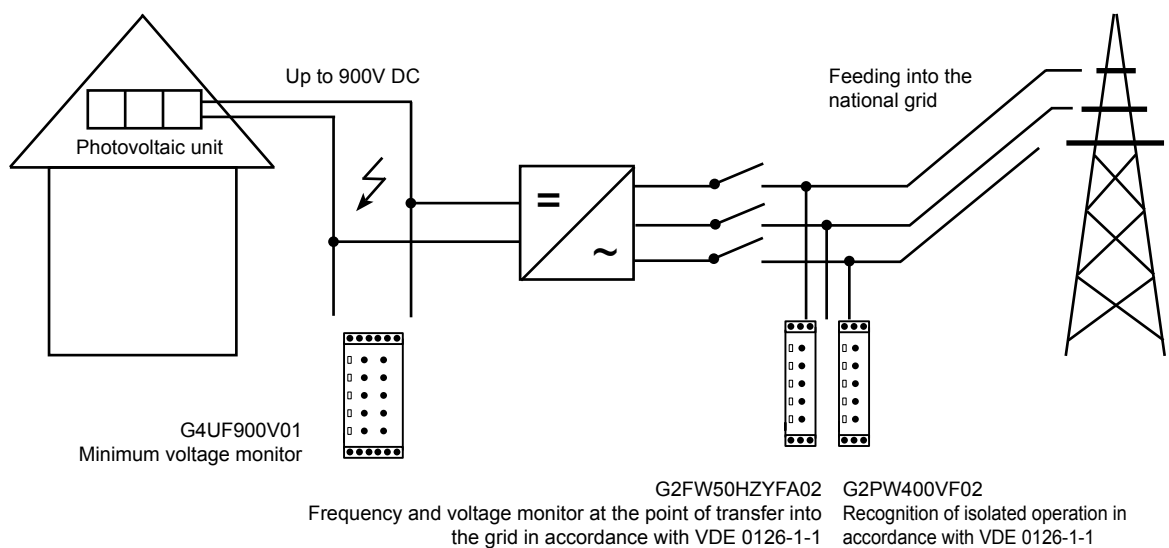 Up to 900V DC
Feeding into the
national grid
Photovoltaic unit
=
~
G4UF900V01
Minimum voltage monitor
G2FW50HZYFA02
Frequency and voltage monitor at the point of transfer into
the grid in accordance with VDE 0126-1-1
G2PW400VF02
Recognition of isolated operation in
accordance with VDE 0126-1-1